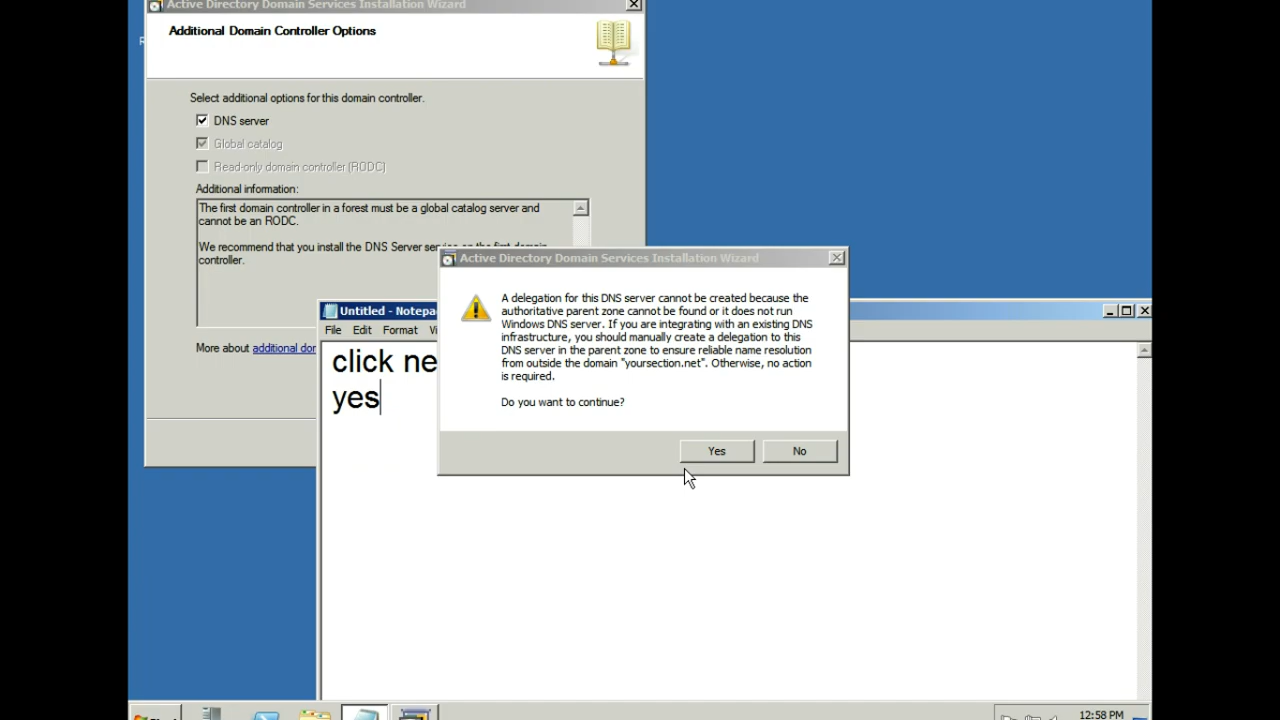 Active Directory Domain Services Installation Wizard
Additional Domain Controller Options
Select additional options for this domain controller.
DNS server
Global catalog
Read-only domain controller (RODC)
Additional information:
The first domain controller in a forest must be a global catalog server and
cannot be an RODC.
We recommend that you install the DNS Server service on the first domain
controller.
More about additional dom
Active Directory Domain Services Installation Wizard
A delegation for this DNS server cannot be created because the
authoritative parent zone cannot be found or it does not run
Windows DNS server. If you are integrating with an existing DNS
infrastructure, you should manually create a delegation to this
DNS server in the parent zone to ensure reliable name resolution
from outside the domain "yoursection.net". Otherwise, no action
is required.
Do you want to continue?
Yes No
Untitled - Notepa
File Edit Format Vi
click ne
yes
12:58 PM